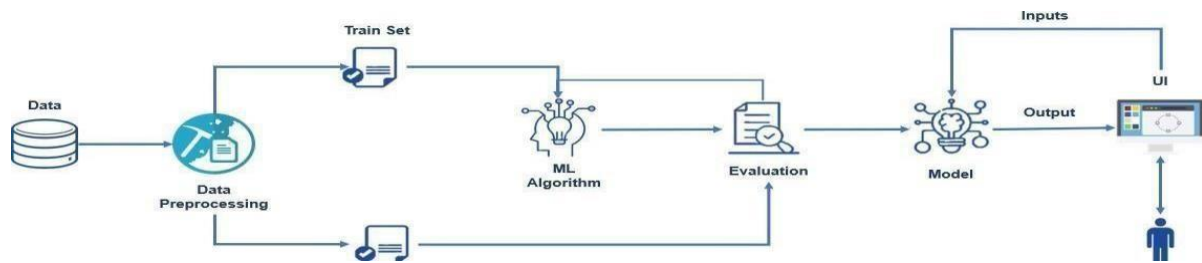 Inputs
Train Set
UI
Data
Output
ML
Algorithm
Evaluation
Model
Data
Preprocessing